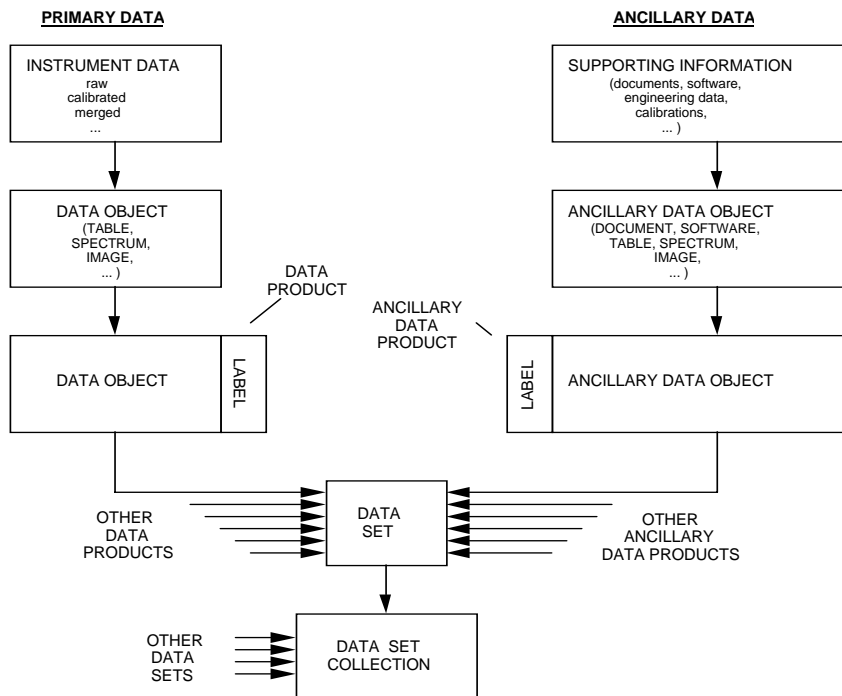 PRIMARY DATA
ANCILLARY DATA
INSTRUMENT DATA
raw
calibrated
merged
...
SUPPORTING INFORMATION
(documents, software,
engineering data,
calibrations,
... )
DATA OBJECT
(TABLE,
SPECTRUM,
IMAGE,
... )
ANCILLARY DATA OBJECT
(DOCUMENT, SOFTWARE,
TABLE, SPECTRUM,
IMAGE,
... )
DATA
PRODUCT
ANCILLARY
DATA
PRODUCT
DATA OBJECT
LABEL
LABEL
ANCILLARY DATA OBJECT
OTHER
DATA
PRODUCTS
DATA
SET
OTHER
ANCILLARY
DATA PRODUCTS
OTHER
DATA
SETS
DATA SET
COLLECTION